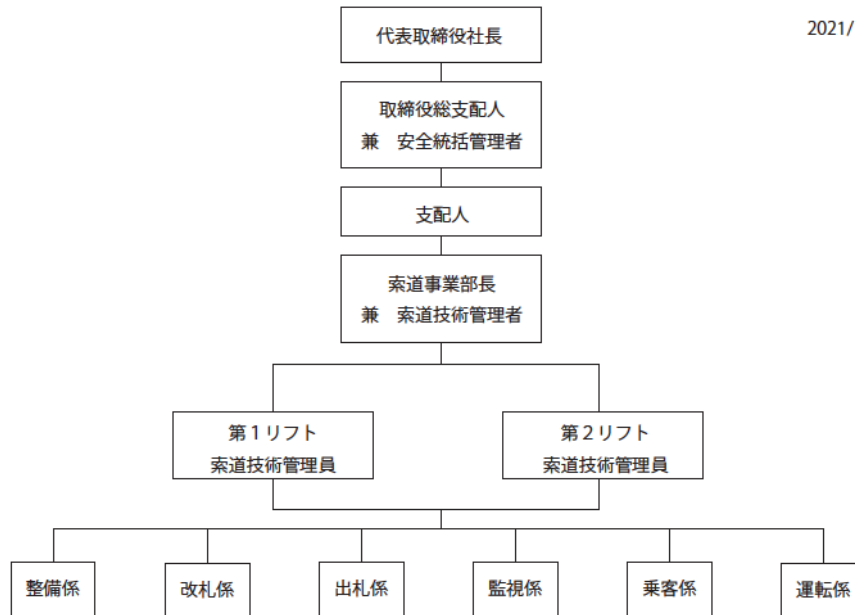 代表取締役社長
2021/
取締役総支配人
兼　安全統括管理者
支配人
索道事業部長
兼　索道技術管理者
第１リフト
索道技術管理員
第２リフト
索道技術管理員
整備係
改札係
出札係
監視係
乗客係
運転係